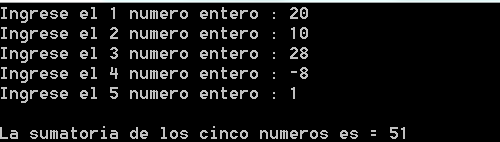 Ingrese el 1 numero entero : 20
Ingrese el 2 numero entero : 10
Ingrese el 3 numero entero : 28
Ingrese el 4 numero entero : -8
Ingrese el 5 numero entero : 1
La sumatoria de los cinco numeros es = 51